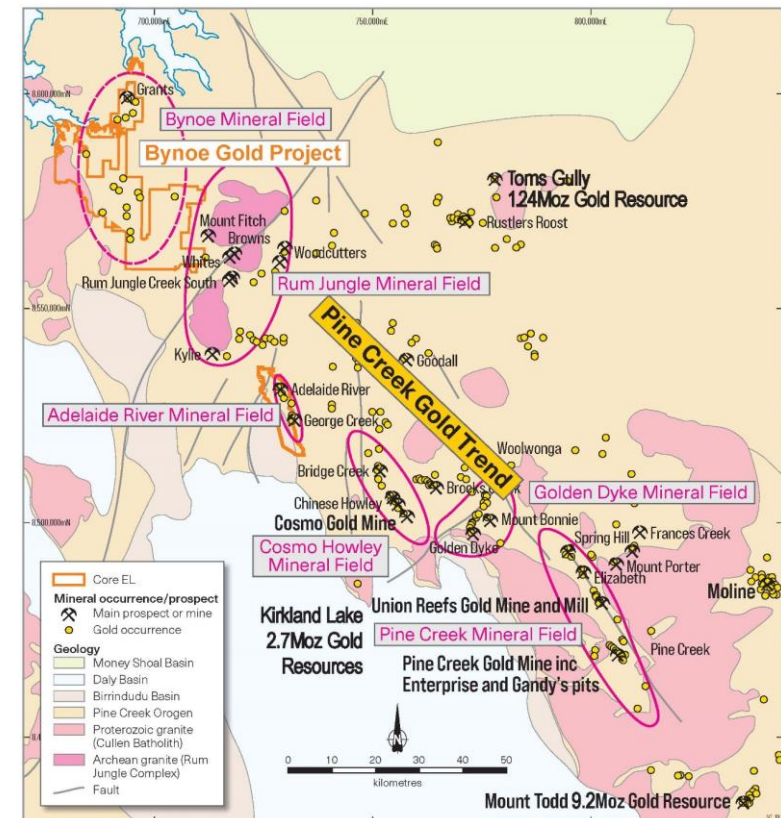 700,000mE
750,000mE
800,000mE
8,600,000mN
Grants
Bynoe Mineral Field
Bynoe Gold Project
Toms Gully
1.24Moz Gold Resource
Rustlers Roost
Mount Fitch
Browns
Whites
Woodcutters
Rum Jungle Creek South
Rum Jungle Mineral Field
8,550,000mN
Pine Creek Gold Trend
Kylie
Goodall
Adelaide River
Adelaide River Mineral Field
George Creek
Woolwonga
Bridge Creek
Golden Dyke Mineral Field
Chinese Howley
Mount Bonnie
8,500,000mN
Cosmo Gold Mine
Spring Hill
Frances Creek
Golden Dyke
Cosmo Howley
Mineral Field
Mount Porter
Elizabeth
Moline
Union Reefs Gold Mine and Mill
Kirkland Lake
2.7Moz Gold
Resources
Pine Creek Mineral Field
Pine Creek
Pine Creek Gold Mine inc
Enterprise and Gandy's pits
Core EL
Mineral occurrence/prospect
Main prospect or mine
Gold occurrence
Geology
Money Shoal Basin
Daly Basin
Birrindudu Basin
Pine Creek Orogen
Proterozoic granite
(Cullen Batholith)
Archean granite (Rum
Jungle Complex)
Fault
N
0 10 20 30 40 50
kilometres
Mount Todd 9.2Moz Gold Resource